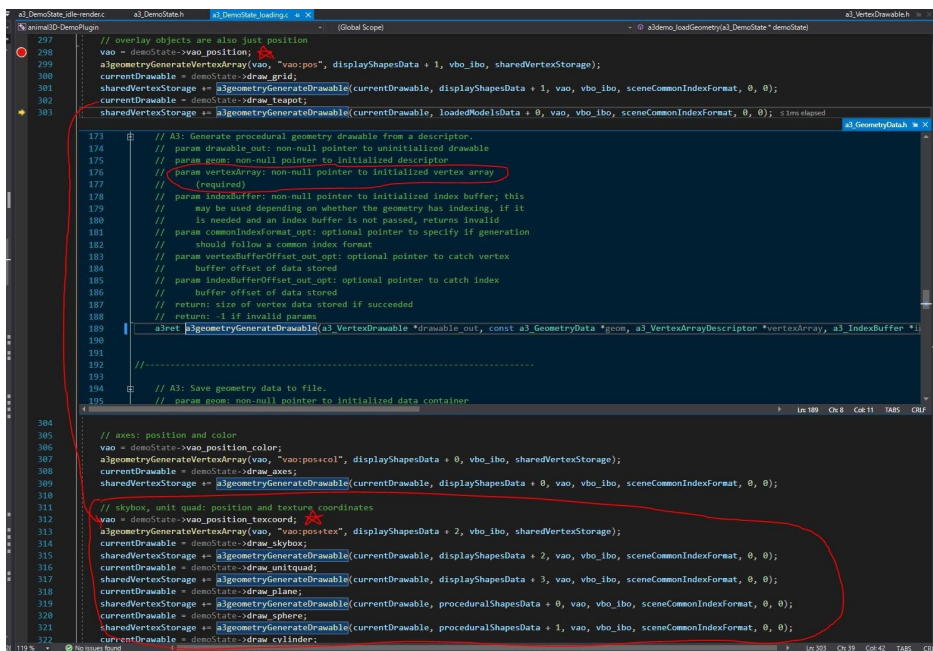 a3_DemoState_idle-render.c a3_DemoState.h a3_DemoState_loading.c a3_VertexDrawable.h
animal3D-DemoPlugin (Global Scope) a3demo_loadGeometry(a3_DemoState * demoState)
297 // overlay objects are also just position
298 vao = demoState->vao_position;
299 a3geometryGenerateVertexArray(vao, "vao:pos", displayShapesData + 1, vbo_ibo, sharedVertexStorage);
300 currentDrawable = demoState->draw_grid;
301 sharedVertexStorage += a3geometryGenerateDrawable(currentDrawable, displayShapesData + 1, vao, vbo_ibo, sceneCommonIndexFormat, 0, 0);
302 currentDrawable = demoState->draw_teapot;
303 sharedVertexStorage += a3geometryGenerateDrawable(currentDrawable, loadedModelsData + 0, vao, vbo_ibo, sceneCommonIndexFormat, 0, 0); ≤1ms elapsed
a3_GeometryData.h
173 // A3: Generate procedural geometry drawable from a descriptor.
174 // param drawable_out: non-null pointer to uninitialized drawable
175 // param geom: non-null pointer to initialized descriptor
176 // param vertexArray: non-null pointer to initialized vertex array
177 // (required)
178 // param indexBuffer: non-null pointer to initialized index buffer; this
179 // may be used depending on whether the geometry has indexing, if it
180 // is needed and an index buffer is not passed, returns invalid
181 // param commonIndexFormat_opt: optional pointer to specify if generation
182 // should follow a common index format
183 // param vertexBufferOffset_out_opt: optional pointer to catch vertex
184 // buffer offset of data stored
185 // param indexBufferOffset_out_opt: optional pointer to catch index
186 // buffer offset of data stored
187 // return: size of vertex data stored if succeeded
188 // return: -1 if invalid params
189 a3ret a3geometryGenerateDrawable(a3_VertexDrawable *drawable_out, const a3_GeometryData *geom, a3_VertexArrayDescriptor *vertexArray, a3_IndexBuffer *i
190
191
192 //-----------------------------------------------------------------------------
193
194 // A3: Save geometry data to file.
195 // param geom: non-null pointer to initialized data container
Ln: 189 Ch: 8 Col: 11 TABS CRLF
304
305 // axes: position and color
306 vao = demoState->vao_position_color;
307 a3geometryGenerateVertexArray(vao, "vao:pos+col", displayShapesData + 0, vbo_ibo, sharedVertexStorage);
308 currentDrawable = demoState->draw_axes;
309 sharedVertexStorage += a3geometryGenerateDrawable(currentDrawable, displayShapesData + 0, vao, vbo_ibo, sceneCommonIndexFormat, 0, 0);
310
311 // skybox, unit quad: position and texture coordinates
312 vao = demoState->vao_position_texcoord;
313 a3geometryGenerateVertexArray(vao, "vao:pos+tex", displayShapesData + 2, vbo_ibo, sharedVertexStorage);
314 currentDrawable = demoState->draw_skybox;
315 sharedVertexStorage += a3geometryGenerateDrawable(currentDrawable, displayShapesData + 2, vao, vbo_ibo, sceneCommonIndexFormat, 0, 0);
316 currentDrawable = demoState->draw_unitquad;
317 sharedVertexStorage += a3geometryGenerateDrawable(currentDrawable, displayShapesData + 3, vao, vbo_ibo, sceneCommonIndexFormat, 0, 0);
318 currentDrawable = demoState->draw_plane;
319 sharedVertexStorage += a3geometryGenerateDrawable(currentDrawable, proceduralShapesData + 0, vao, vbo_ibo, sceneCommonIndexFormat, 0, 0);
320 currentDrawable = demoState->draw_sphere;
321 sharedVertexStorage += a3geometryGenerateDrawable(currentDrawable, proceduralShapesData + 1, vao, vbo_ibo, sceneCommonIndexFormat, 0, 0);
322 currentDrawable = demoState->draw_cylinder;
119 % No issues found Ln: 303 Ch: 39 Col: 42 TABS